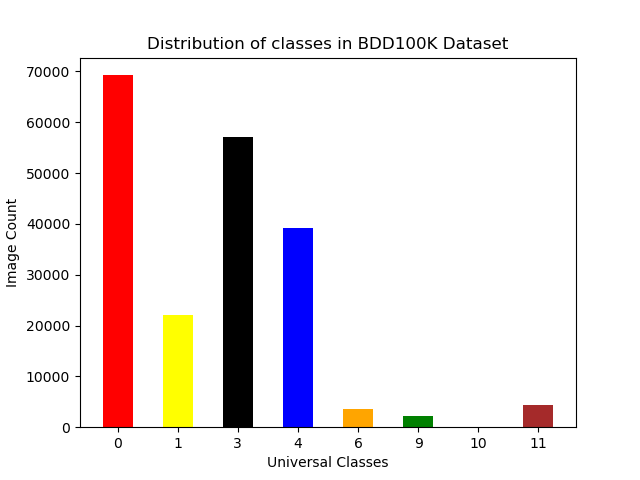 Distribution of classes in BDD100K Dataset
70000
60000
50000
40000
30000
20000
10000
0
Image Count
0 1 3 4 6 9 10 11
Universal Classes